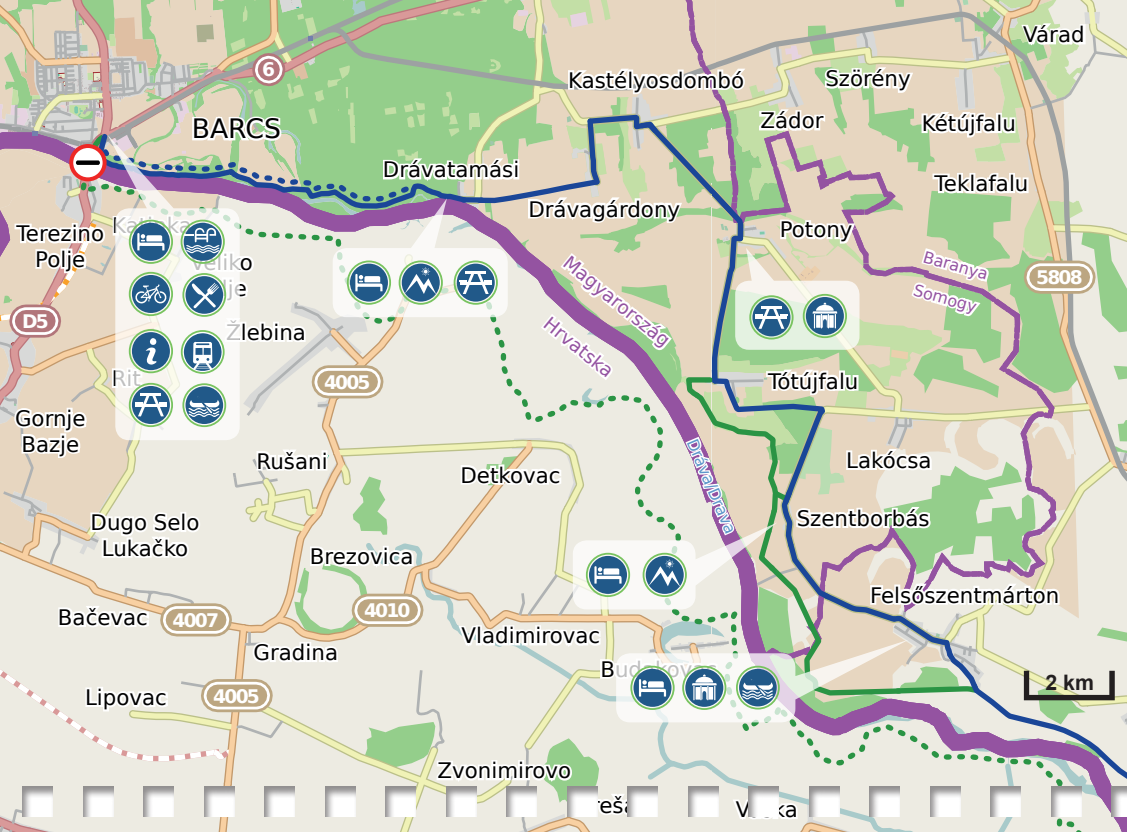 Várad
6
Kastélyosdombó
Szörény
BARCS
Zádor
Kétújfalu
Drávatamási
Teklafalu
Drávagárdony
Terezino
Polje
Potony
Baranya
Somogy
5808
Magyarország
Hrvatska
D5
Žlebina
4005
Rit
Tótújfalu
Gornje
Bazje
Dráva/Drava
Rušani
Detkovac
Lakócsa
Dugo Selo
Lukačko
Szentborbás
Brezovica
Felsőszentmárton
4010
Bačevac
4007
Vladimirovac
Gradina
Lipovac
4005
2 km
Zvonimirovo